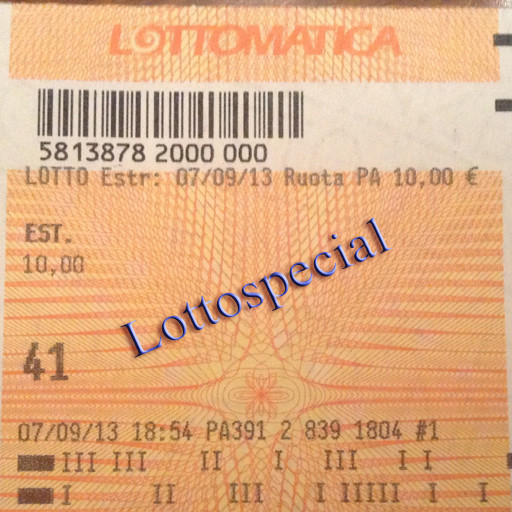 LOTTOMATICA
5813878 2000 000
LOTTO Estr: 07/09/13 Ruota PA 10,00 €
EST.
10,00
Lottospecial
41
07/09/13 18:54 PA391 2 839 1804 #1